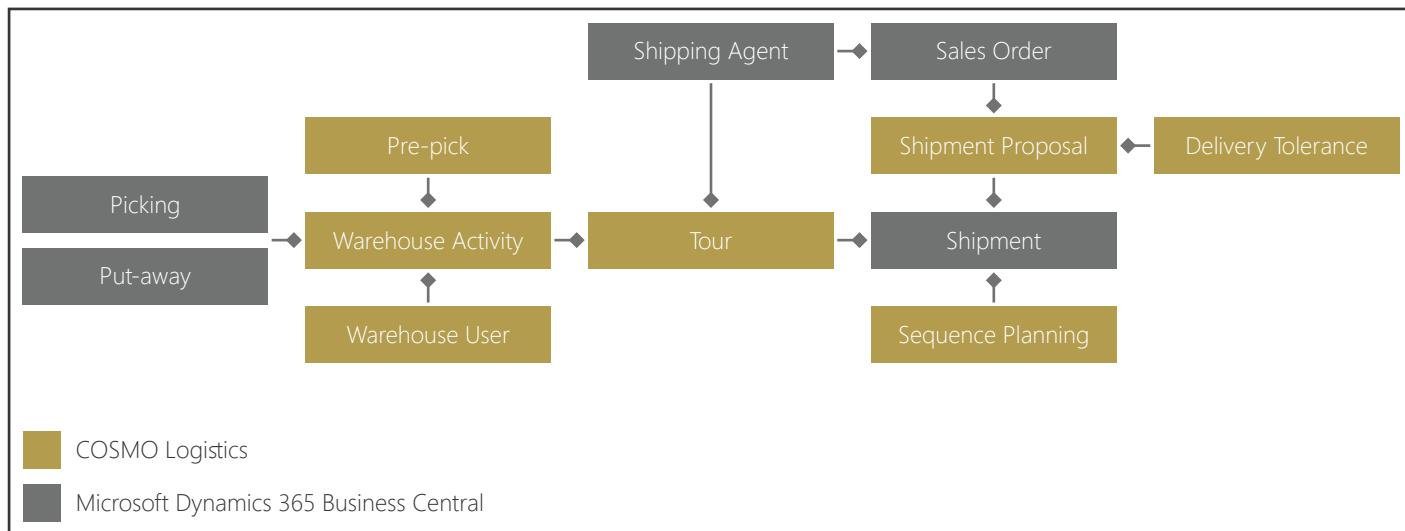 Shipping Agent
Sales Order
Pre-pick
Shipment Proposal
Delivery Tolerance
Picking
Put-away
Warehouse Activity
Tour
Shipment
Warehouse User
Sequence Planning
COSMO Logistics
Microsoft Dynamics 365 Business Central